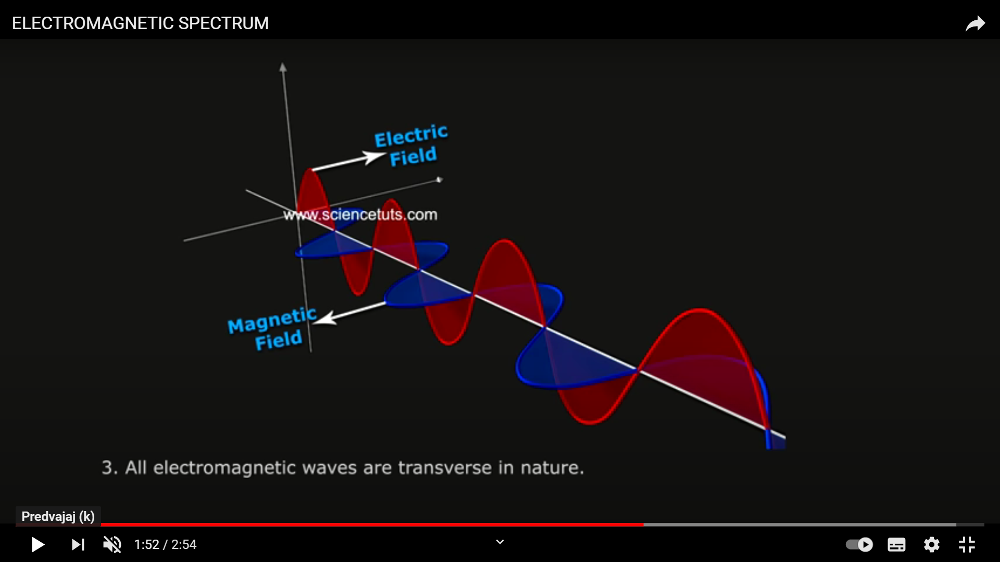 ELECTROMAGNETIC SPECTRUM
Electric
Field
www.sciencetuts.com
Magnetic
Field
3. All electromagnetic waves are transverse in nature.
Predvajaj (k)
1:52 / 2:54